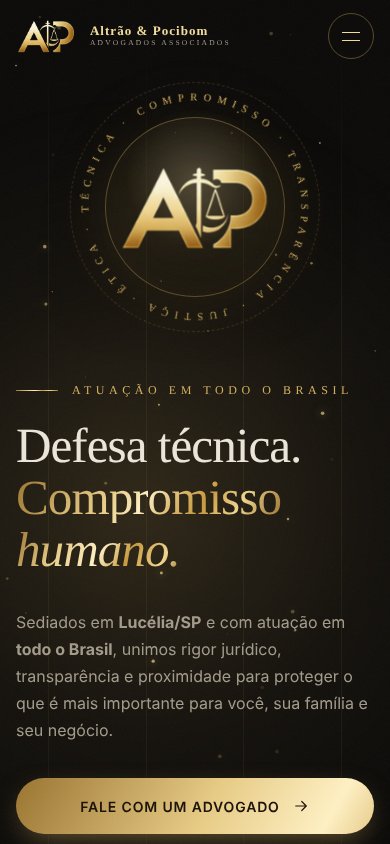 AP
Altrão & Pocibom
ADVOGADOS ASSOCIADOS
COMPROMISSO · TRANSPARÊNCIA · JUSTIÇA · ÉTICA · TÉCNICA ·
AP
ATUAÇÃO EM TODO O BRASIL
Defesa técnica.
Compromisso
humano.
Sediados em Lucélia/SP e com atuação em
todo o Brasil, unimos rigor jurídico,
transparência e proximidade para proteger o
que é mais importante para você, sua família e
seu negócio.
FALE COM UM ADVOGADO →